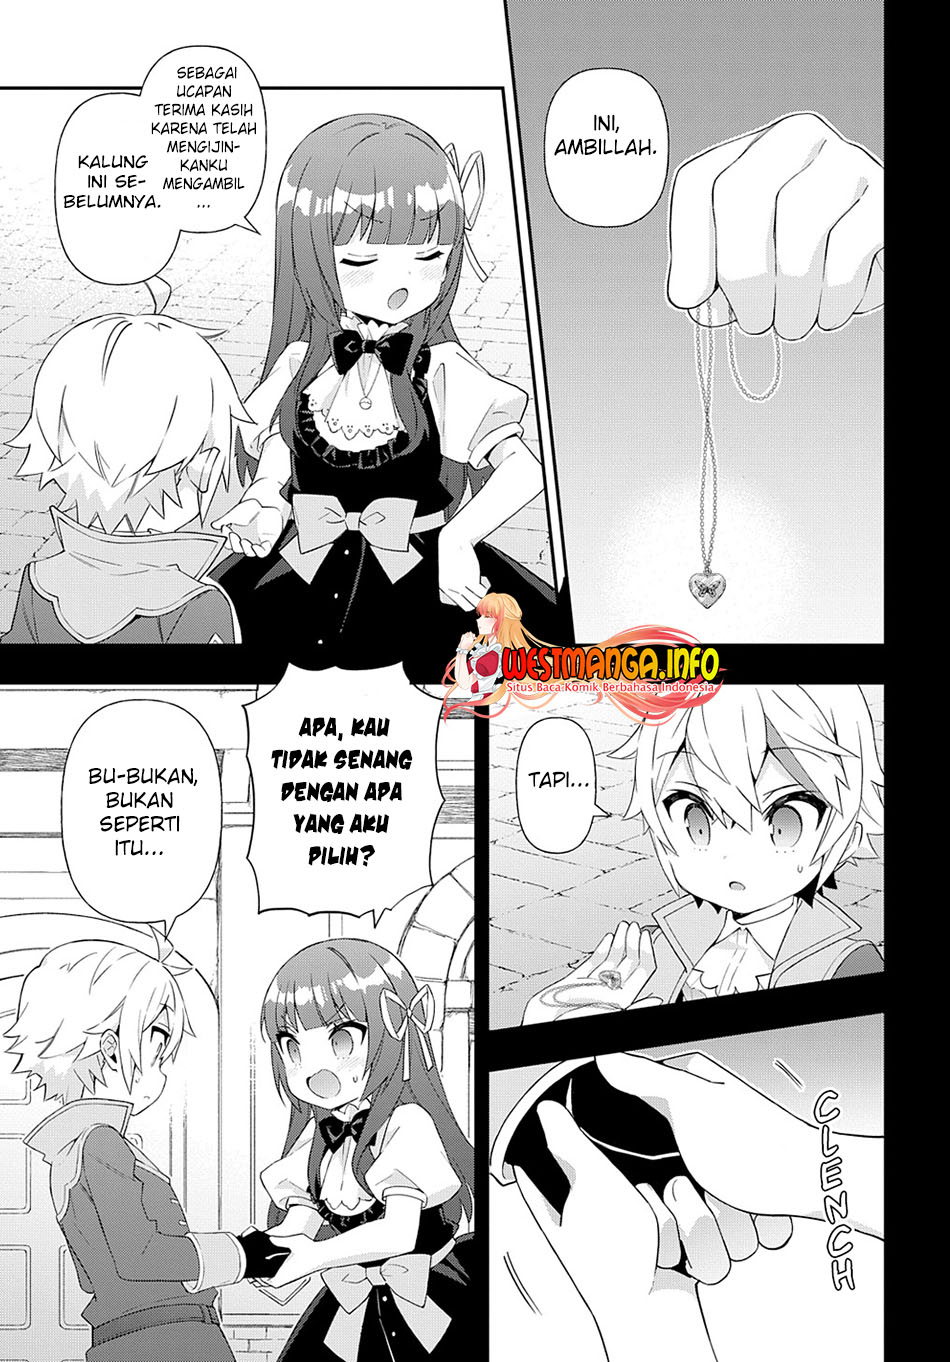 INI,
AMBILLAH.
SEBAGAI
UCAPAN
TERIMA KASIH
KARENA TELAH
MENGIJIN-
KANKU
MENGAMBIL
...
KALUNG
INI SE-
BELUMNYA.
WESTMANGA.INFO
Situs Baca Komik Berbahasa Indonesia
TAPI...
CLENCH
APA, KAU
TIDAK SENANG
DENGAN APA
YANG AKU
PILIH?
BU-BUKAN,
BUKAN
SEPERTI
ITU...